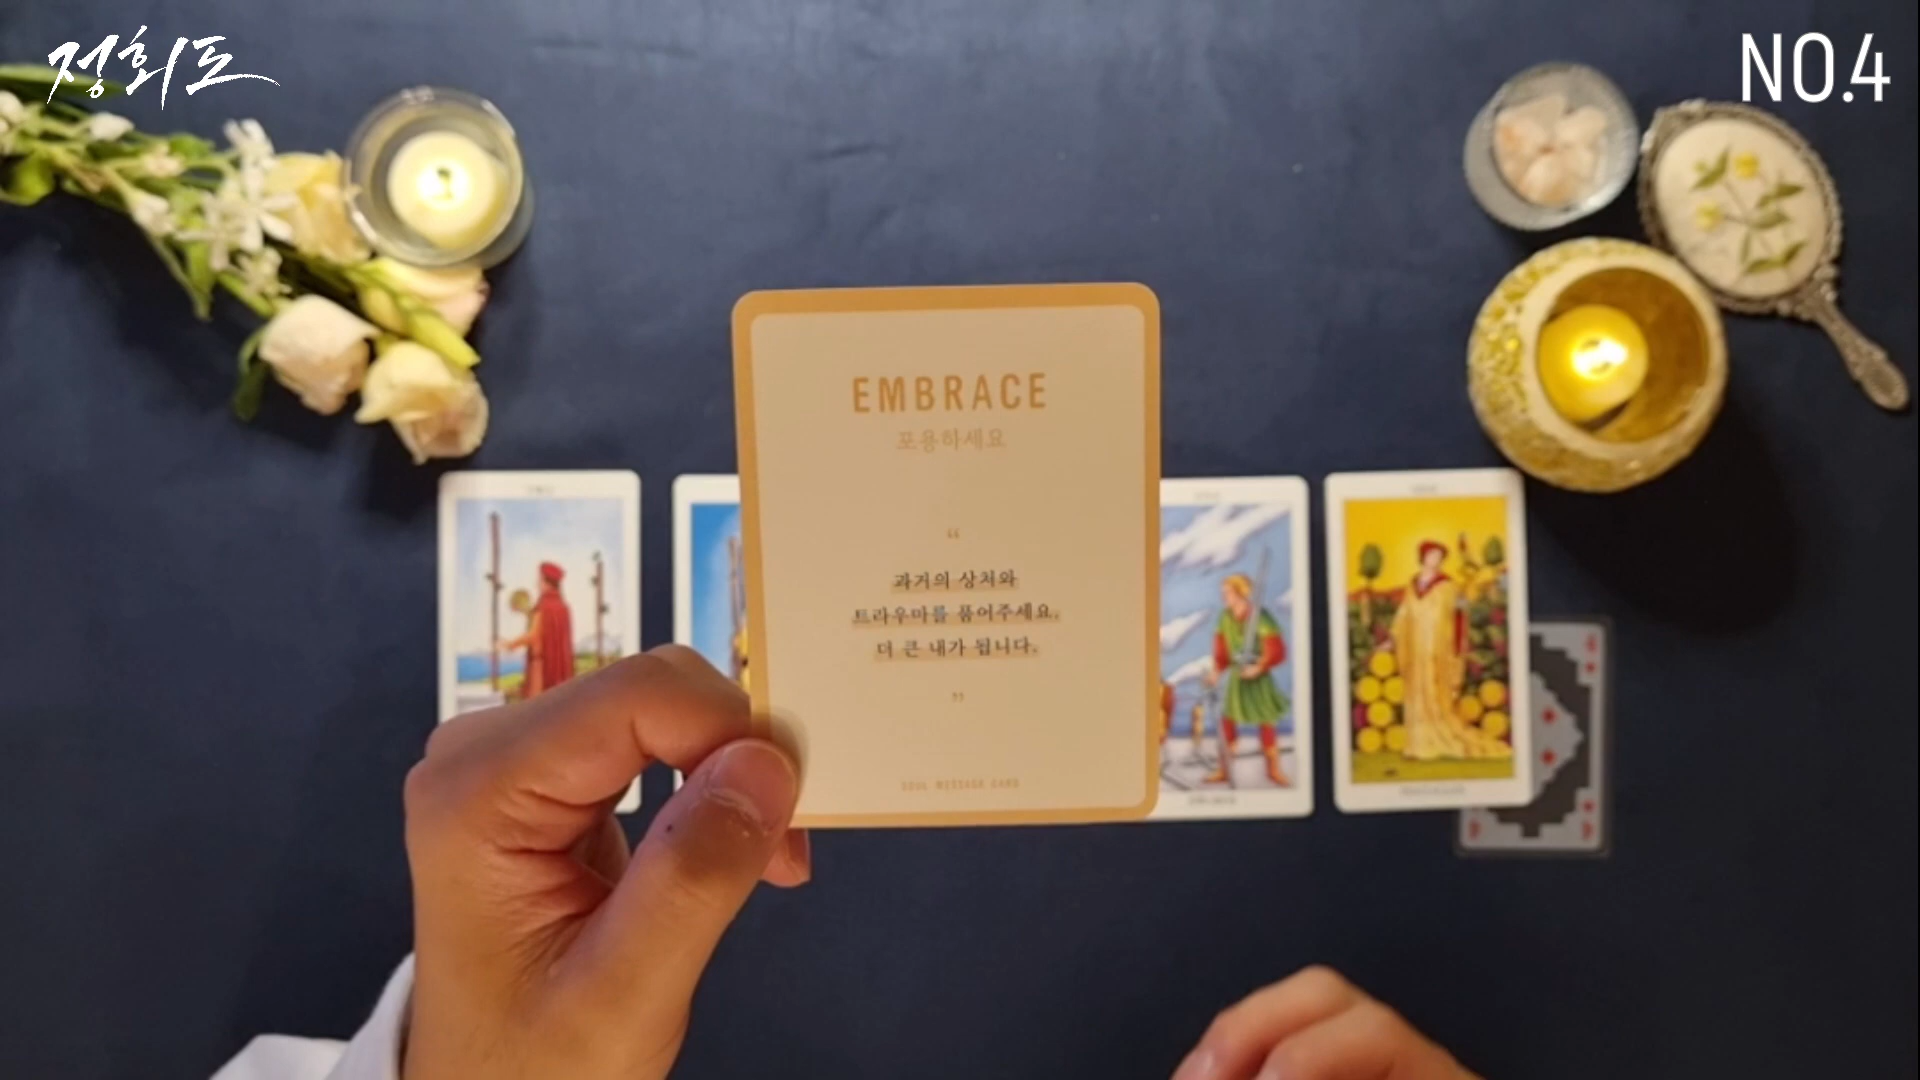 정회도
NO.4
EMBRACE
포용하세요
“
과거의 상처와
트라우마를 품어주세요.
더 큰 내가 됩니다.
”
SOUL MESSAGE CARD